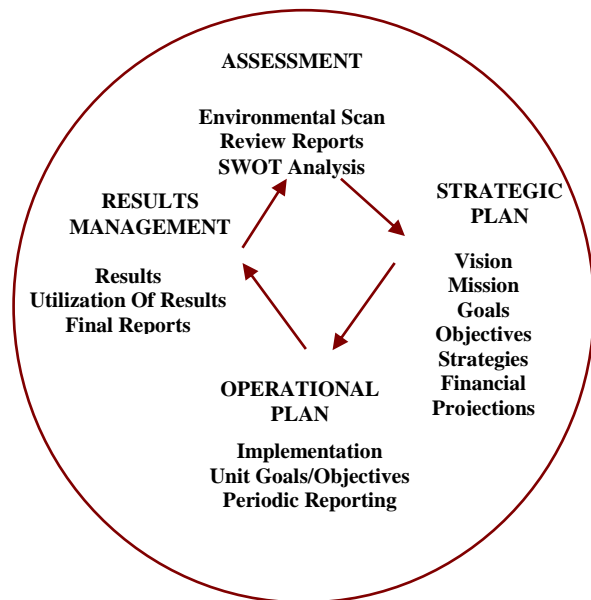 ASSESSMENT
Environmental Scan
Review Reports
SWOT Analysis
STRATEGIC
PLAN
Vision
Mission
Goals
Objectives
Strategies
Financial
Projections
OPERATIONAL
PLAN
Implementation
Unit Goals/Objectives
Periodic Reporting
RESULTS
MANAGEMENT
Results
Utilization Of Results
Final Reports